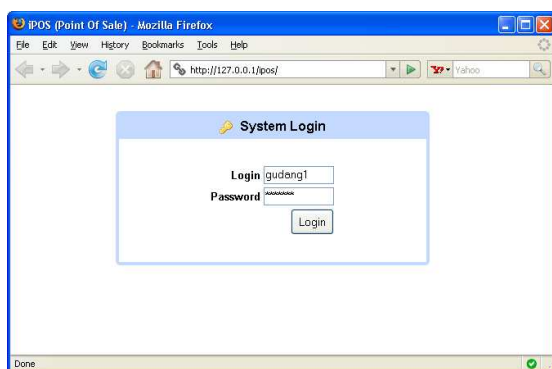 iPOS (Point Of Sale) - Mozilla Firefox
File Edit View History Bookmarks Tools Help
http://127.0.0.1/ipos/ Yahoo
System Login
Login gudang1
Password *******
Login
Done